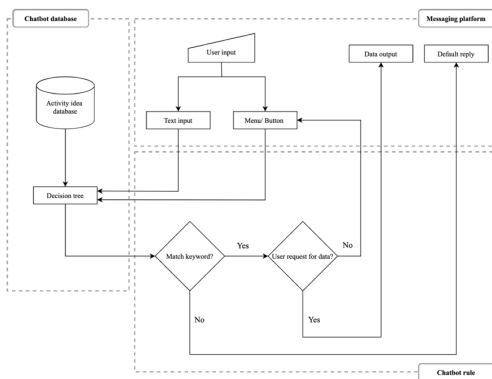 Chatbot database
Messaging platform
User input
Data output
Default reply
Activity idea
database
Text input
Menu/ Button
Decision tree
Match keyword?
Yes
User request for data?
No
No
Yes
Chatbot rule